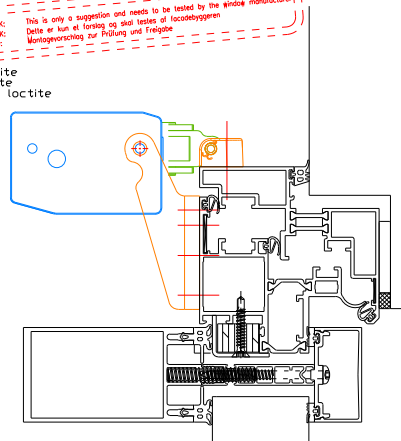 K: This is only a suggestion and needs to be tested by the window manufacturer
K: Dette er kun et forslag og skal testes af facadebyggeren
: Montagevorschlag zur Prüfung und Freigabe
ite
te
loctite